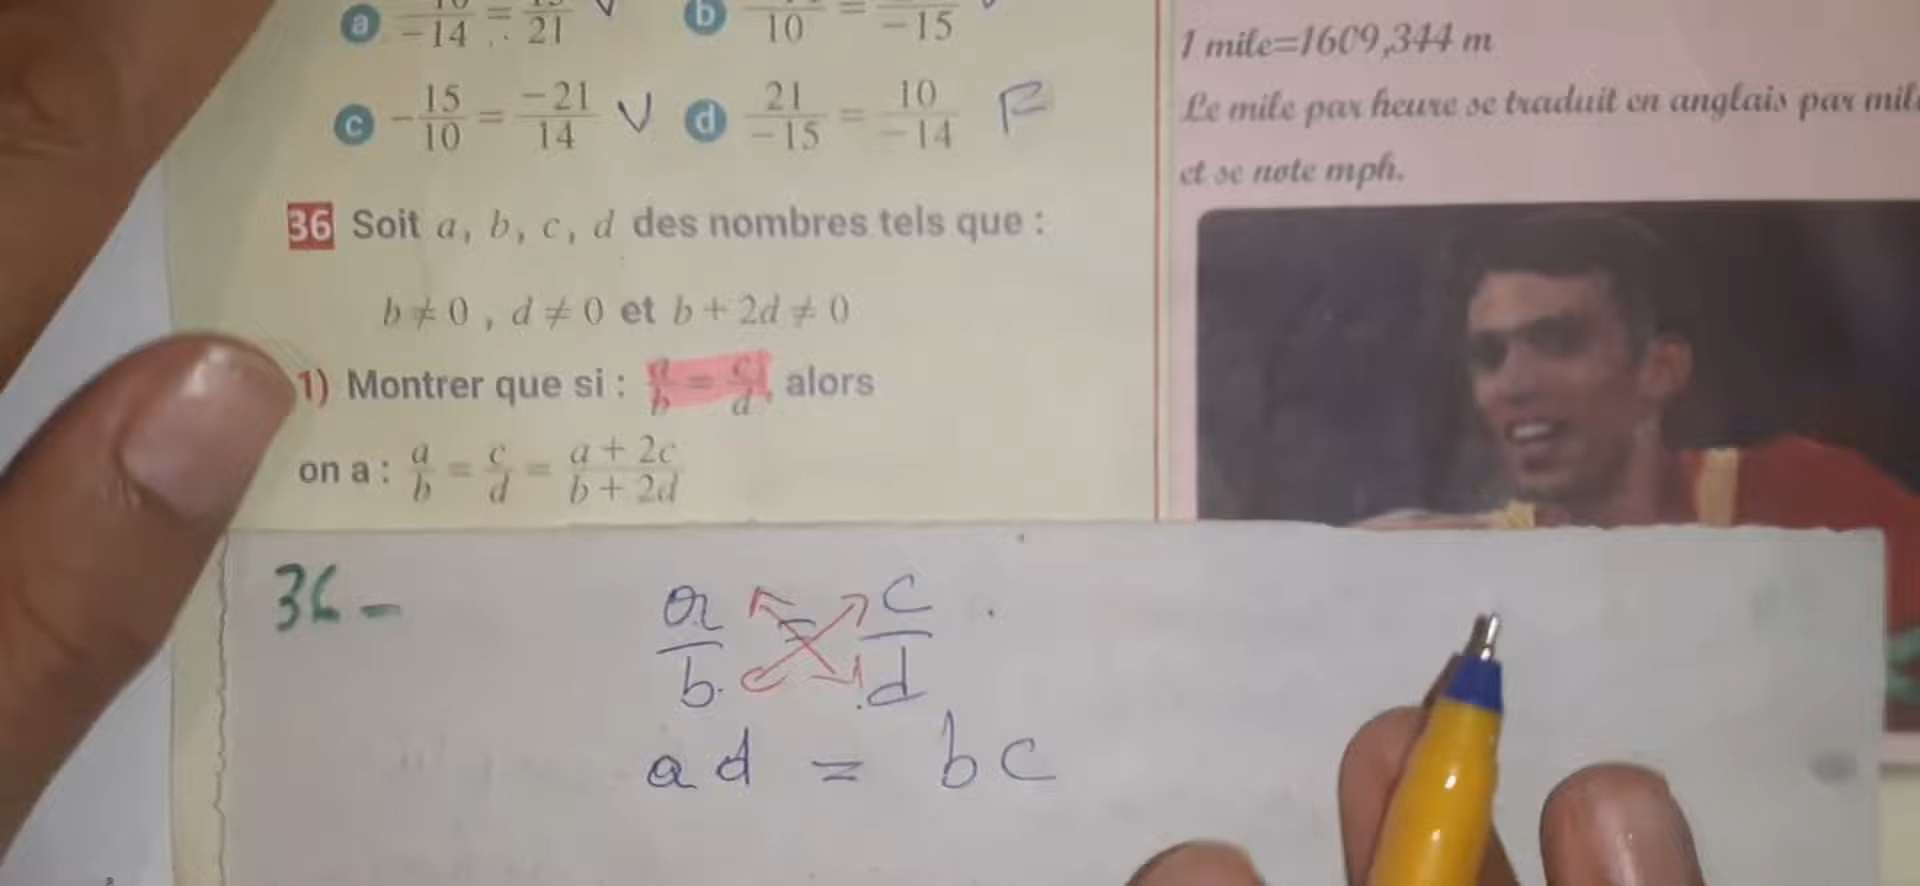 a -14 = 21 V b 10 = -15
c - 15/10 = -21/14 V d 21/-15 = 10/-14 F
36 Soit a, b, c, d des nombres tels que :
b ≠ 0 , d ≠ 0 et b + 2d ≠ 0
1) Montrer que si : a/b = c/d, alors
on a : a/b = c/d = a + 2c/b + 2d
1 mile=1609,344 m
Le mile par heure se traduit en anglais par
et se note mph.
36 -
a/b = c/d
ad = bc